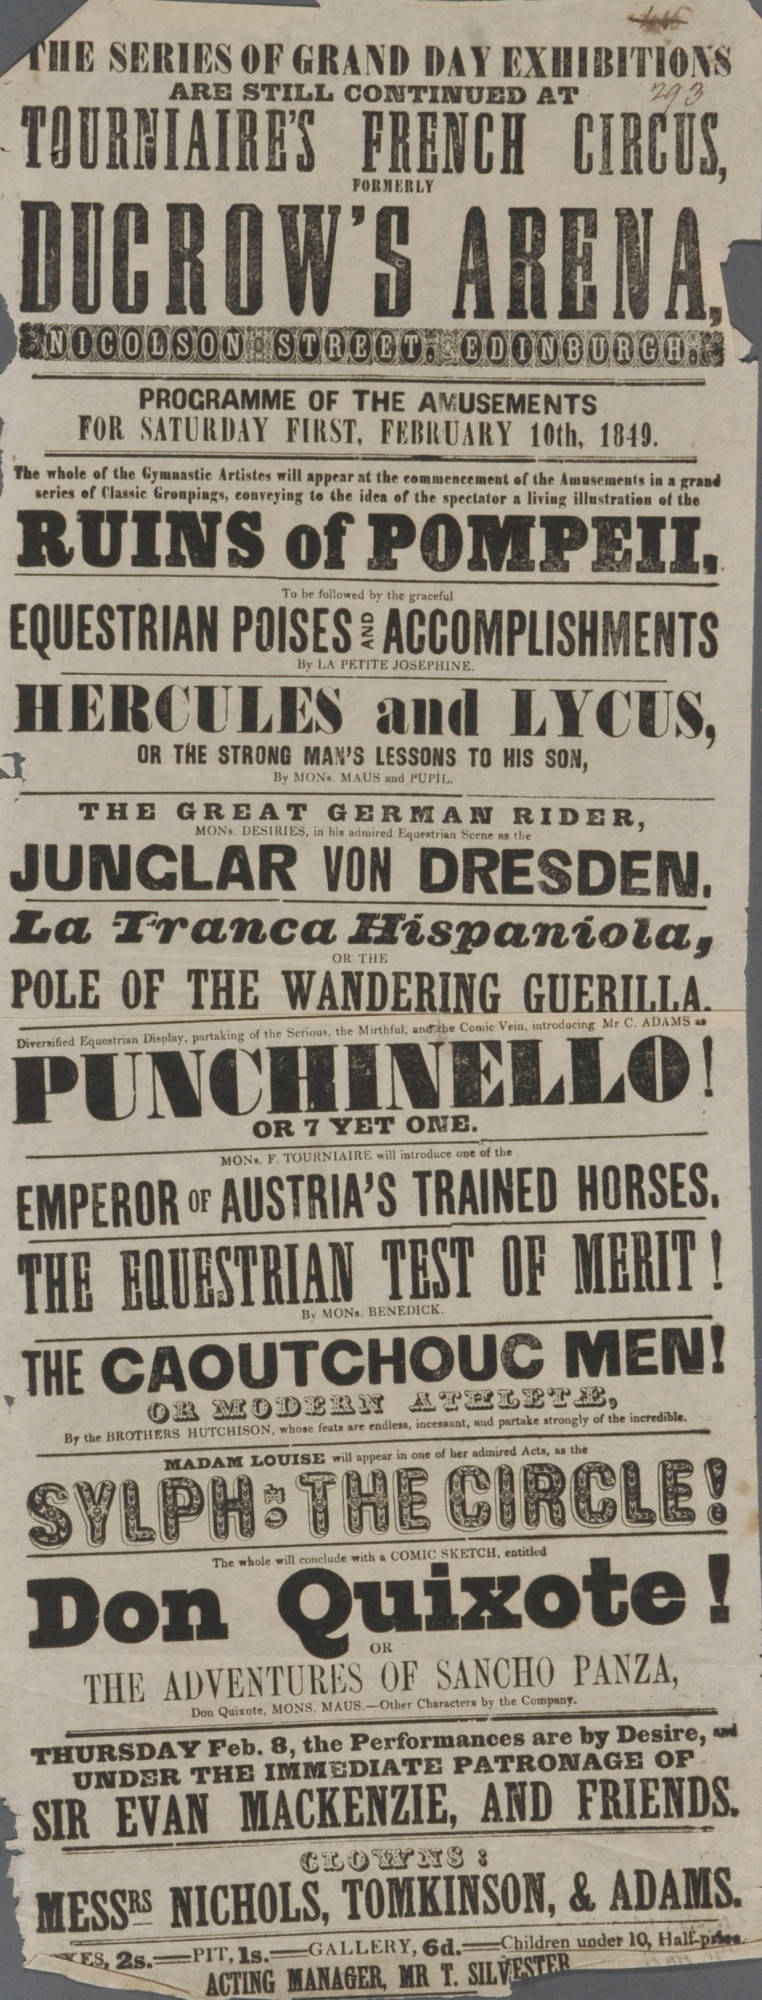 THE SERIES OF GRAND DAY EXHIBITIONS
ARE STILL CONTINUED AT
293
TOURNIAIRE'S FRENCH CIRCUS,
FORMERLY
DUCROW'S ARENA,
NICOLSON STREET, EDINBURGH.
PROGRAMME OF THE AMUSEMENTS
FOR SATURDAY FIRST, FEBRUARY 10th, 1849.
The whole of the Gymnastic Artistes will appear at the commencement of the Amusements in a grand
series of Classic Groupings, conveying to the idea of the spectator a living illustration of the
RUINS of POMPEII,
To be followed by the graceful
EQUESTRIAN POISES AND ACCOMPLISHMENTS
By LA PETITE JOSEPHINE.
HERCULES and LYCUS,
OR THE STRONG MAN'S LESSONS TO HIS SON,
By MONs. MAUS and PUPIL.
THE GREAT GERMAN RIDER,
MONs. DESIRIES, in his admired Equestrian Scene as the
JUNGLAR VON DRESDEN.
La Tranca Hispaniola,
OR THE
POLE OF THE WANDERING GUERILLA.
Diversified Equestrian Display, partaking of the Serious, the Mirthful, and the Comic Vein, introducing Mr C. ADAMS as
PUNCHINELLO!
OR 7 YET ONE.
MONs. F. TOURNIAIRE will introduce one of the
EMPEROR OF AUSTRIA'S TRAINED HORSES.
THE EQUESTRIAN TEST OF MERIT!
By MONs. BENEDICK.
THE CAOUTCHOUC MEN!
OR MODERN ATHLETÆ,
By the BROTHERS HUTCHISON, whose feats are endless, incessant, and partake strongly of the incredible.
MADAM LOUISE will appear in one of her admired Acts, as the
SYLPH OF THE CIRCLE!
The whole will conclude with a COMIC SKETCH, entitled
Don Quixote!
OR
THE ADVENTURES OF SANCHO PANZA,
Don Quixote, MONS. MAUS.—Other Characters by the Company.
THURSDAY Feb. 8, the Performances are by Desire, and
UNDER THE IMMEDIATE PATRONAGE OF
SIR EVAN MACKENZIE, AND FRIENDS.
CLOWNS:
MESSRS NICHOLS, TOMKINSON, & ADAMS.
XES, 2s.—PIT, 1s.—GALLERY, 6d.—Children under 10, Half-price.
ACTING MANAGER, MR T. SILVESTER